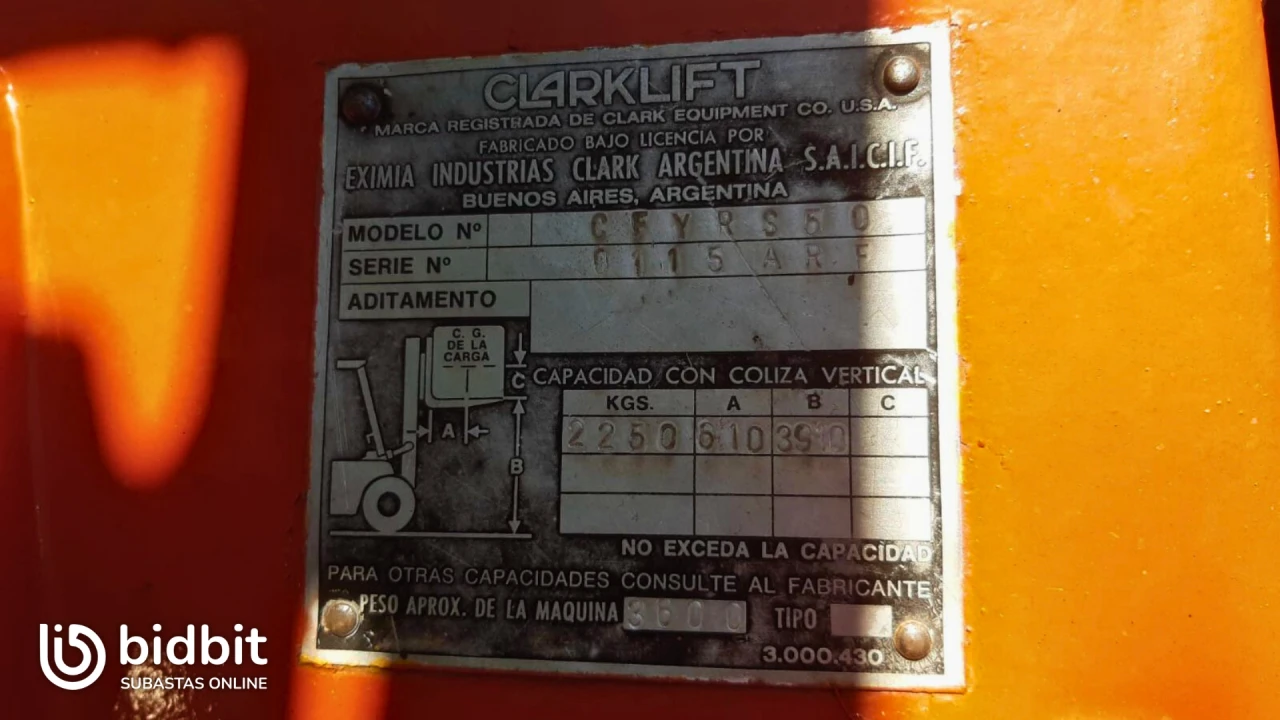 CLARKLIFT
MARCA REGISTRADA DE CLARK EQUIPMENT CO. U.S.A.
FABRICADO BAJO LICENCIA POR
EXIMIA INDUSTRIAS CLARK ARGENTINA S.A.I.C.I.F.
BUENOS AIRES, ARGENTINA
MODELO Nº CFYRS50
SERIE Nº 0115ARF
ADITAMENTO
C. G.
DE LA
CARGA
C
A
B
CAPACIDAD CON COLIZA VERTICAL
KGS. A B C
2250 610 390
NO EXCEDA LA CAPACIDAD
PARA OTRAS CAPACIDADES CONSULTE AL FABRICANTE
PESO APROX. DE LA MAQUINA 3600 TIPO
3.000.430
bidbit
SUBASTAS ONLINE